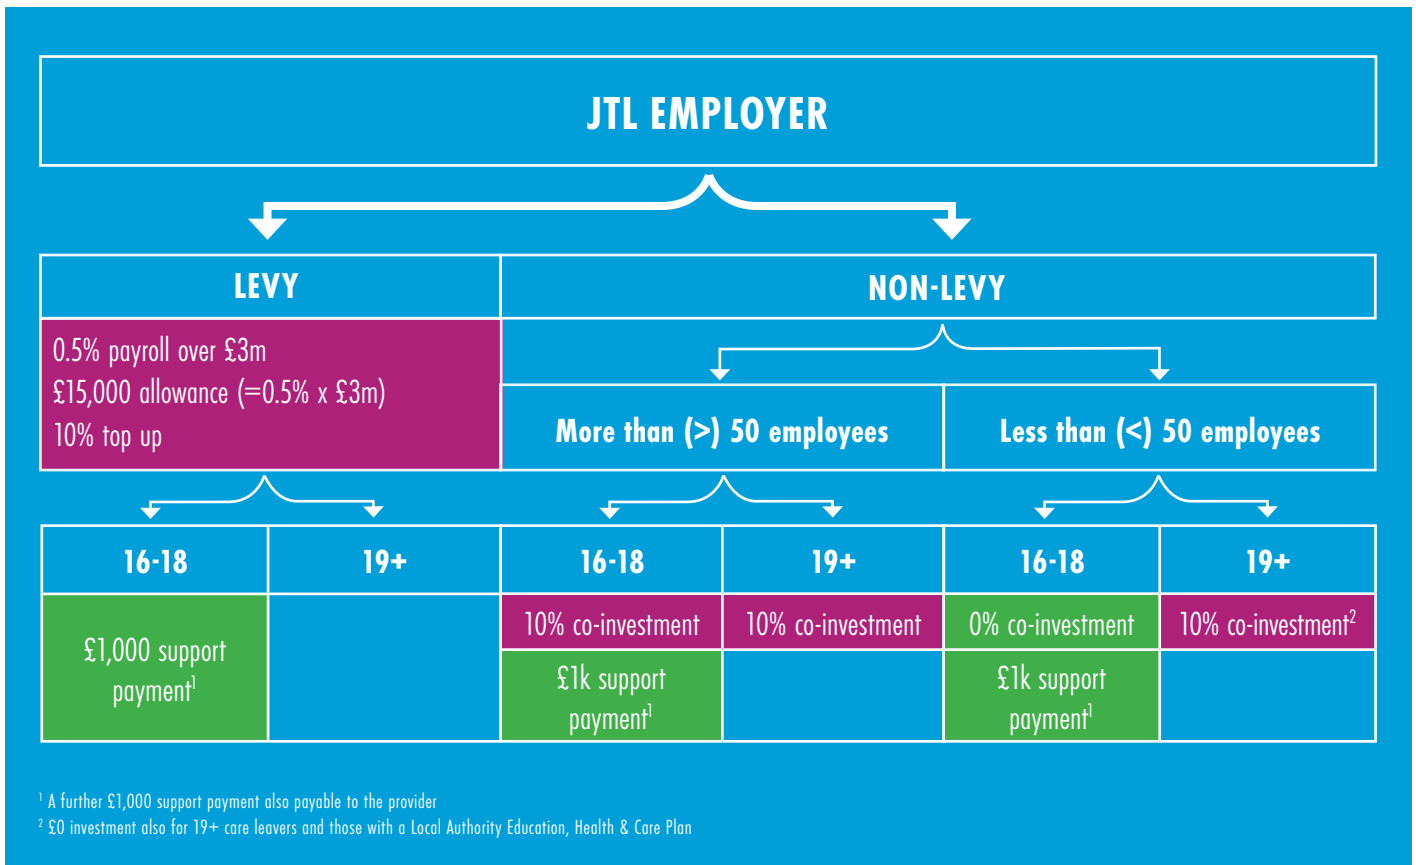 JTL EMPLOYER
LEVY
NON-LEVY
0.5% payroll over £3m
£15,000 allowance (=0.5% x £3m)
10% top up
More than (>) 50 employees
Less than (<) 50 employees
16-18
19+
16-18
19+
16-18
19+
£1,000 support
payment¹
10% co-investment
10% co-investment
0% co-investment
10% co-investment²
£1k support
payment¹
£1k support
payment¹
¹ A further £1,000 support payment also payable to the provider
² £0 investment also for 19+ care leavers and those with a Local Authority Education, Health & Care Plan